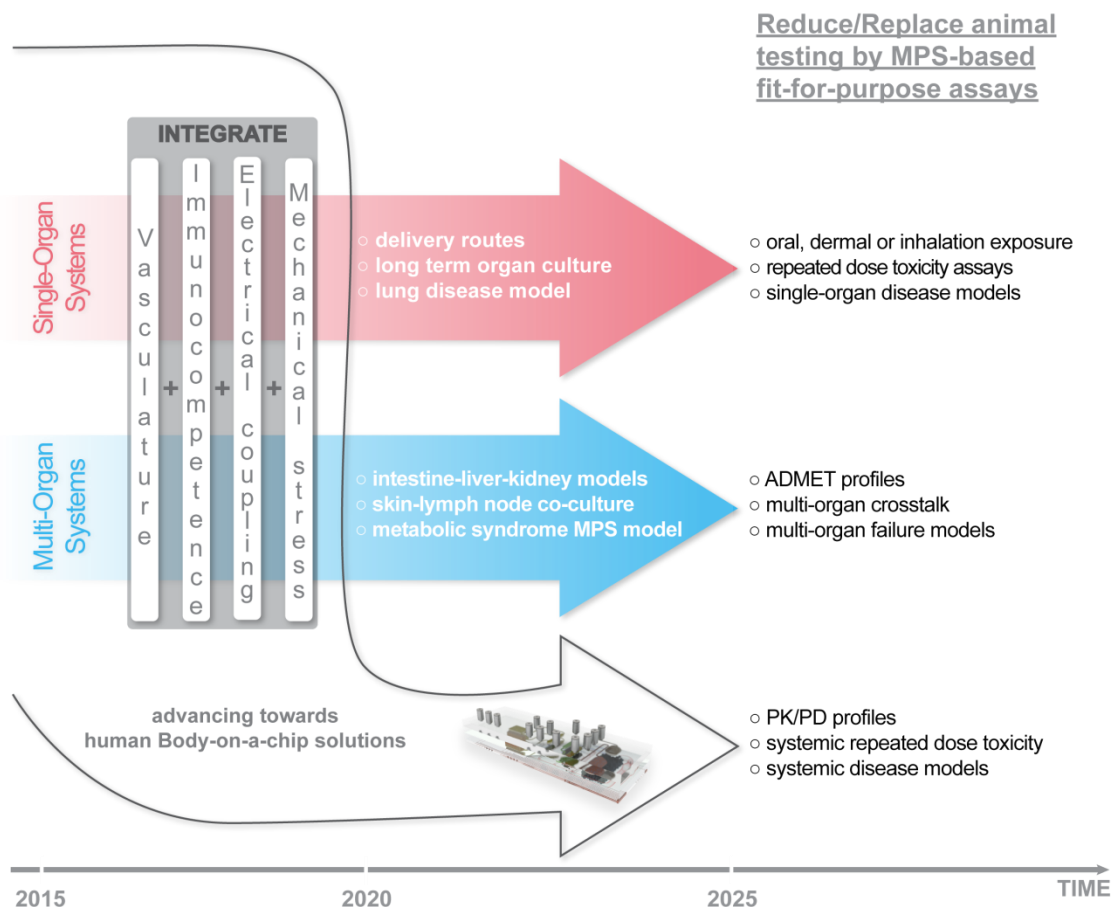 Reduce/Replace animal
testing by MPS-based
fit-for-purpose assays
INTEGRATE
Single-Organ
Systems
Vasculature
+
Immunocompetence
+
Electrical coupling
+
Mechanical stress
○ delivery routes
○ long term organ culture
○ lung disease model
○ oral, dermal or inhalation exposure
○ repeated dose toxicity assays
○ single-organ disease models
Multi-Organ
Systems
○ intestine-liver-kidney models
○ skin-lymph node co-culture
○ metabolic syndrome MPS model
○ ADMET profiles
○ multi-organ crosstalk
○ multi-organ failure models
advancing towards
human Body-on-a-chip solutions
○ PK/PD profiles
○ systemic repeated dose toxicity
○ systemic disease models
2015
2020
2025
TIME